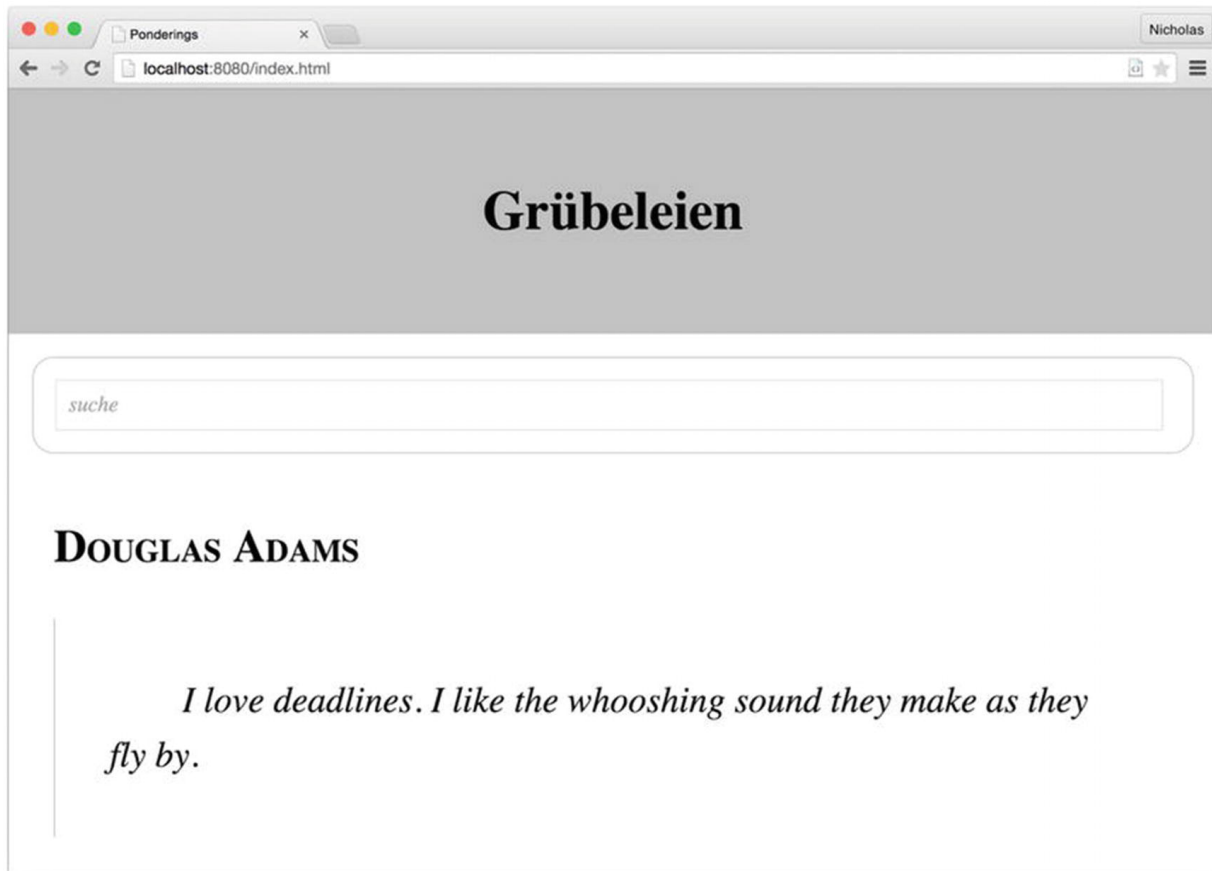 Ponderings
Nicholas
localhost:8080/index.html
Grübeleien
suche
Douglas Adams
I love deadlines. I like the whooshing sound they make as they
fly by.